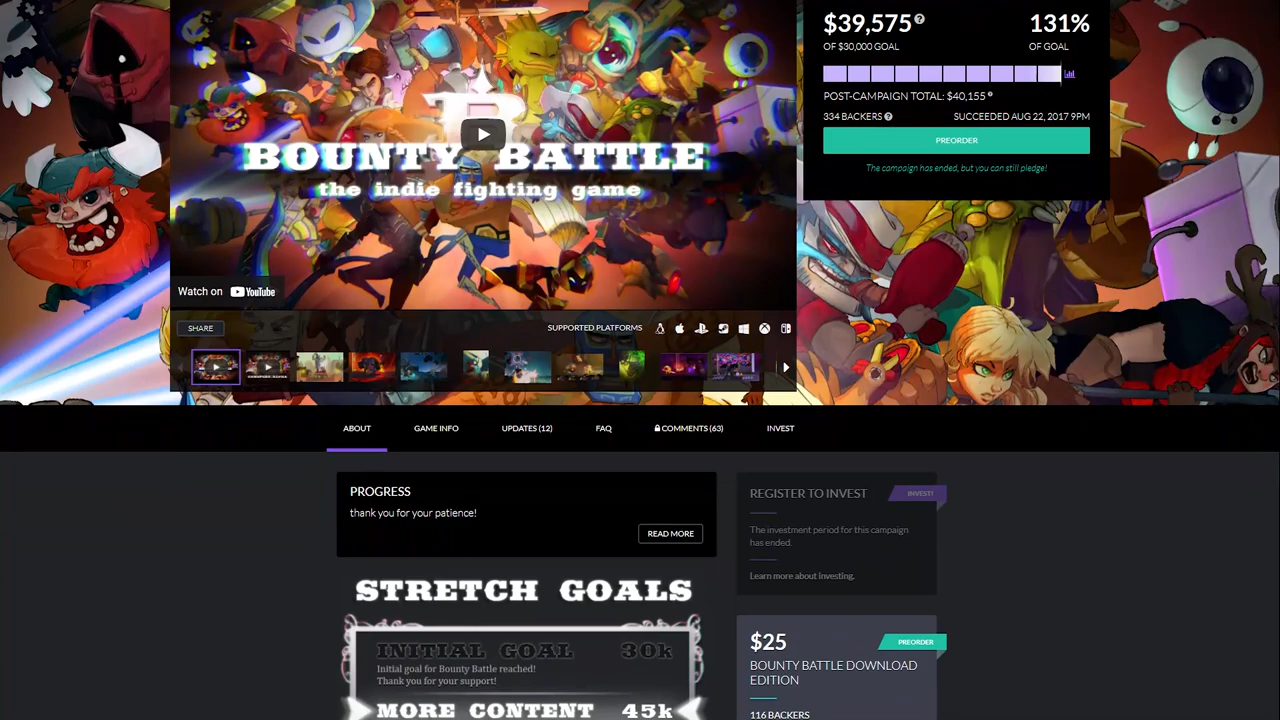 B
BOUNTY BATTLE
the indie fighting game
Watch on YouTube
SHARE
SUPPORTED PLATFORMS
$39,575 ?
131%
OF $30,000 GOAL
OF GOAL
POST-CAMPAIGN TOTAL: $40,155
334 BACKERS ?
SUCCEEDED AUG 22, 2017 9PM
PREORDER
The campaign has ended, but you can still pledge!
ABOUT
GAME INFO
UPDATES (12)
FAQ
COMMENTS (63)
INVEST
PROGRESS
thank you for your patience!
READ MORE
STRETCH GOALS
INITIAL GOAL 30k
Initial goal for Bounty Battle reached!
Thank you for your support!
MORE CONTENT 45k
REGISTER TO INVEST
INVEST!
The investment period for this campaign
has ended.
Learn more about Investing.
$25
PREORDER
BOUNTY BATTLE DOWNLOAD
EDITION
116 BACKERS